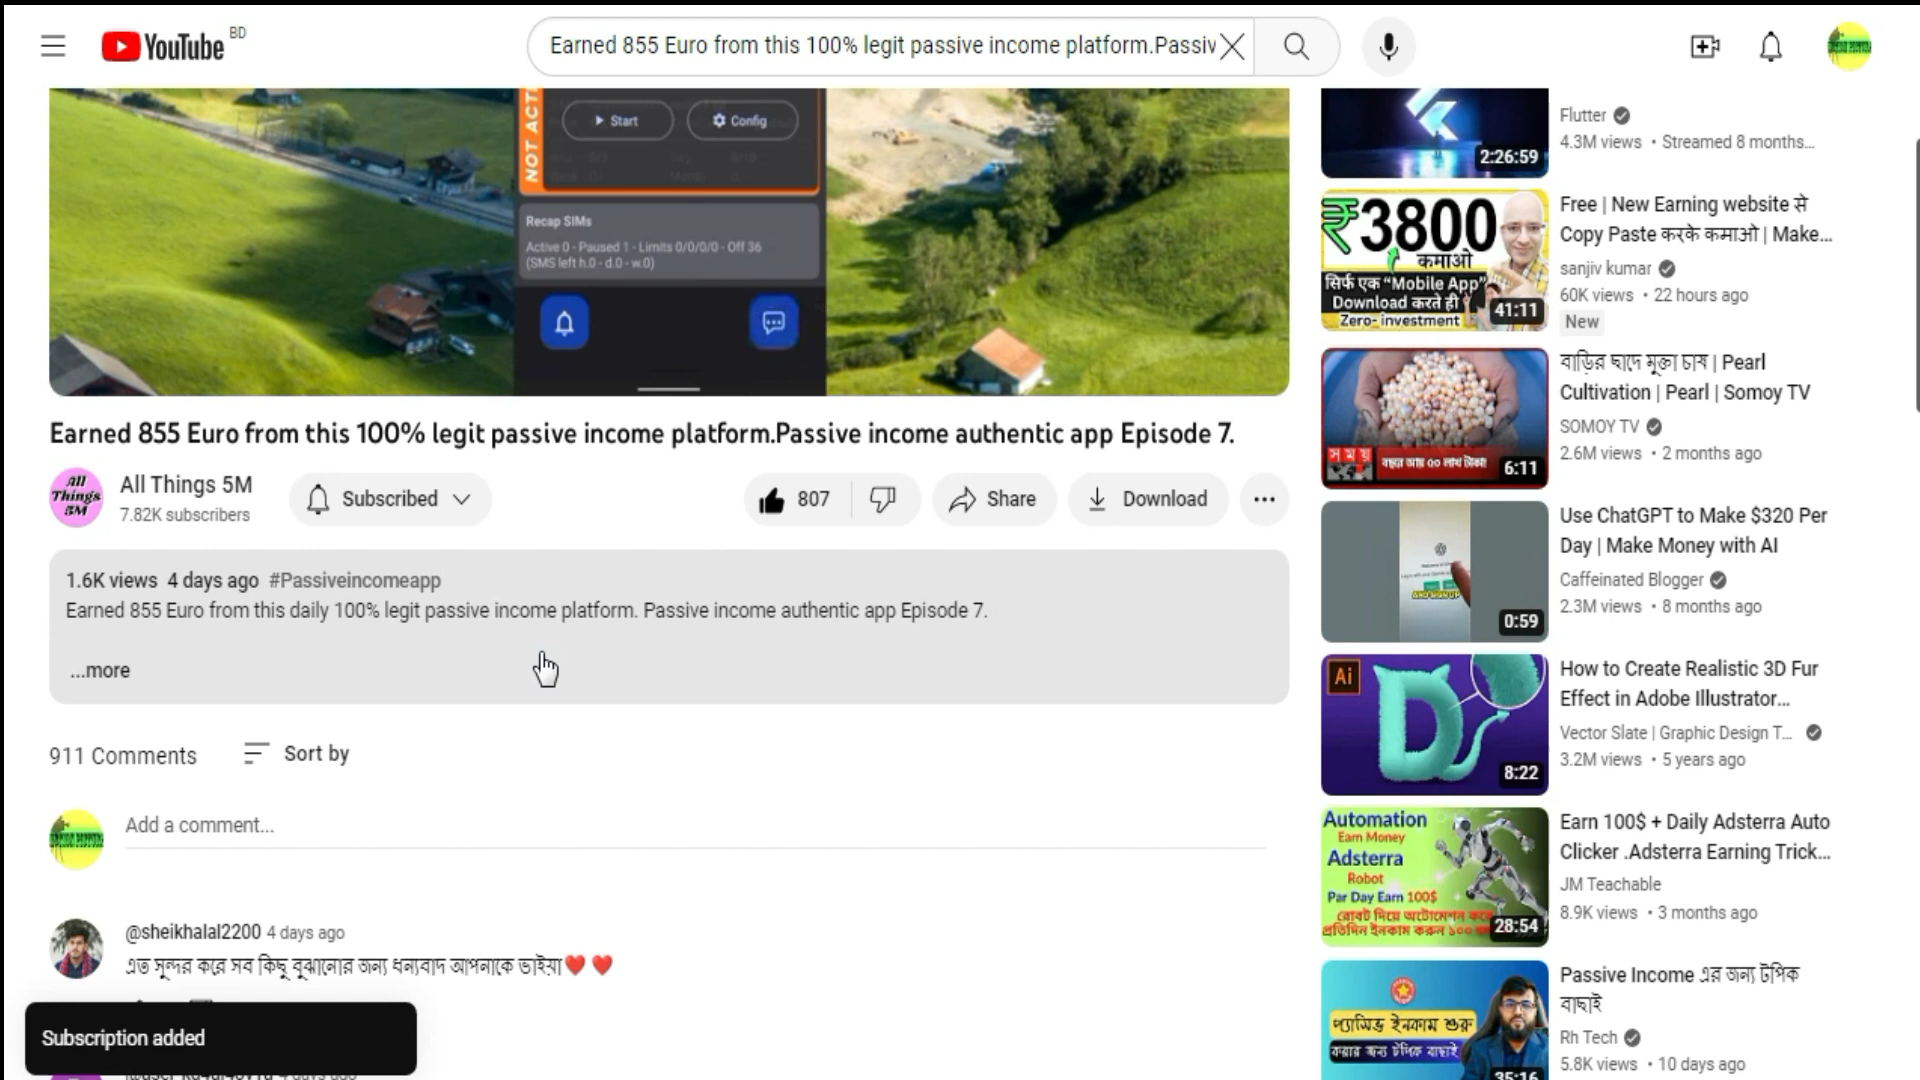 YouTube BD
Earned 855 Euro from this 100% legit passive income platform.Passiv
NOT ACT
Start
Config
Recap SIMs
Active 0 - Paused 1 - Limits 0/0/0/0 - Off 36
(SMS left h.0 - d.0 - w.0)
Earned 855 Euro from this 100% legit passive income platform.Passive income authentic app Episode 7.
All Things 5M
All Things 5M
7.82K subscribers
Subscribed
807
Share
Download
1.6K views 4 days ago #Passiveincomeapp
Earned 855 Euro from this daily 100% legit passive income platform. Passive income authentic app Episode 7.
...more
911 Comments
Sort by
Add a comment...
@sheikhalal2200 4 days ago
এত সুন্দর করে সব কিছু বুঝানোর জন্য ধন্যবাদ আপনাকে ভাইয়া❤️ ❤️
Subscription added
2:26:59
Flutter
4.3M views • Streamed 8 months...
₹3800
कमाओ
सिर्फ एक "Mobile App"
Download करते ही
Zero- investment
41:11
Free | New Earning website से
Copy Paste करके कमाओ | Make...
sanjiv kumar
60K views • 22 hours ago
New
সময়
6:11
বাড়ির ছাদে মুক্তা চাষ | Pearl
Cultivation | Pearl | Somoy TV
SOMOY TV
2.6M views • 2 months ago
AND SIGN UP
0:59
Use ChatGPT to Make $320 Per
Day | Make Money with AI
Caffeinated Blogger
2.3M views • 8 months ago
Ai
8:22
How to Create Realistic 3D Fur
Effect in Adobe Illustrator...
Vector Slate | Graphic Design T...
3.2M views • 5 years ago
Automation
Earn Money
Adsterra
Robot
Par Day Earn 100$
রোবট দিয়ে অটোমেশন করে
প্রতিদিন ইনকাম করুন ১০০
28:54
Earn 100$ + Daily Adsterra Auto
Clicker .Adsterra Earning Trick...
JM Teachable
8.9K views • 3 months ago
প্যাসিভ ইনকাম শুরু
করার জন্য টপিক বাছাই
35:16
Passive Income এর জন্য টপিক
বাছাই
Rh Tech
5.8K views • 10 days ago